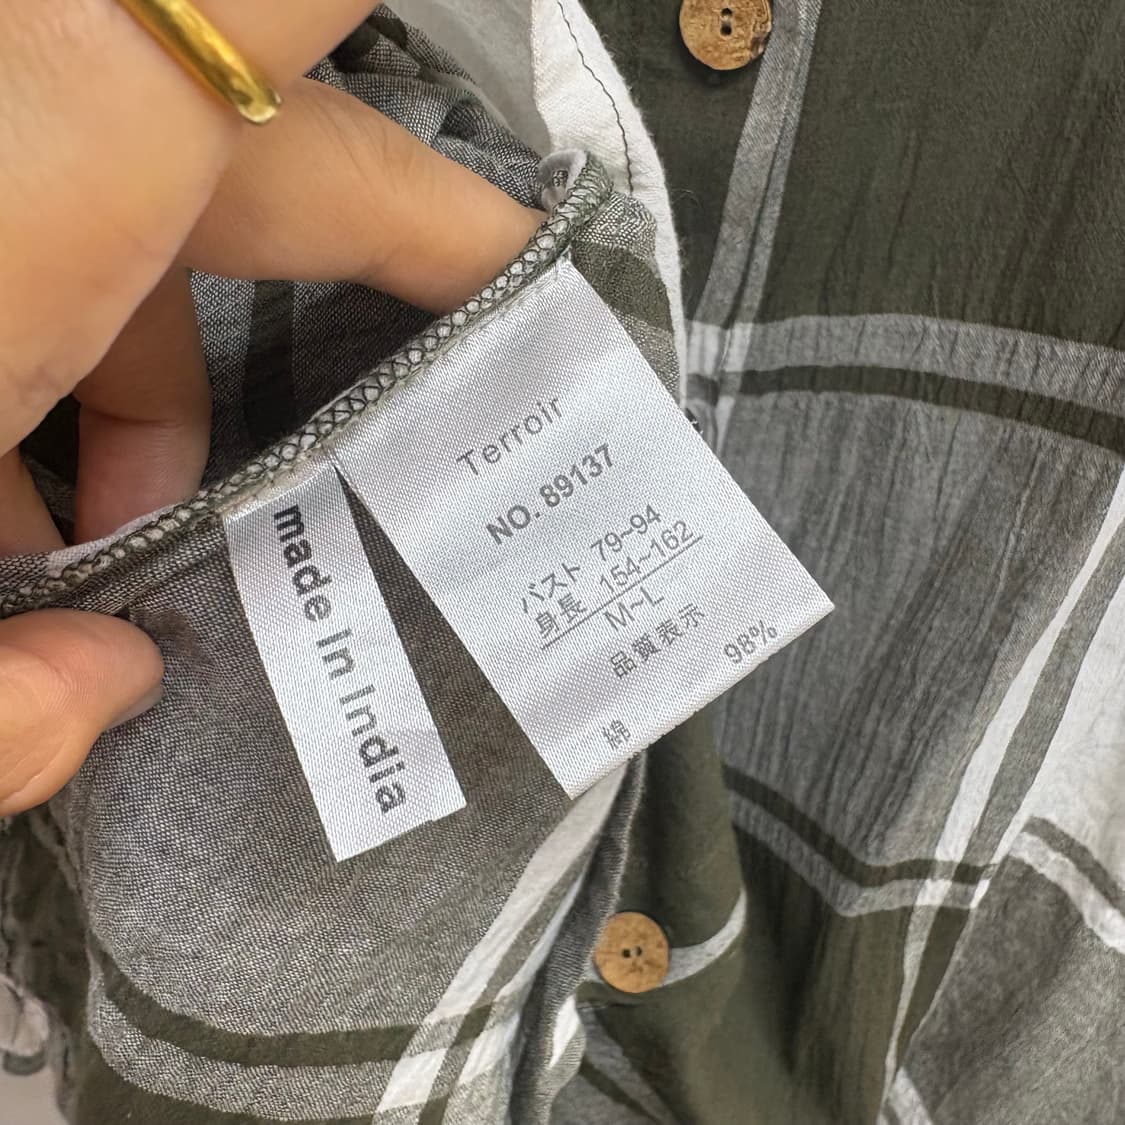 Terroir
NO. 89137
バスト 79~94
身長 154~162
M~L
品質表示
綿 98%
made In India